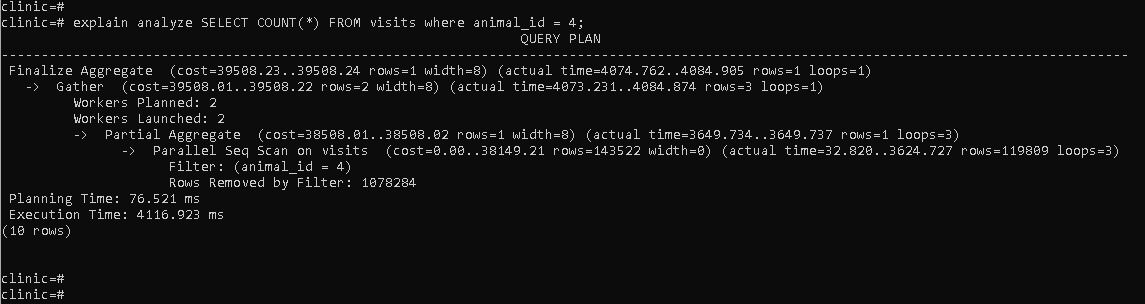 clinic=#
clinic=# explain analyze SELECT COUNT(*) FROM visits where animal_id = 4;
QUERY PLAN
-----------------------------------------------------------------------------------------------------------------------------------------
Finalize Aggregate  (cost=39508.23..39508.24 rows=1 width=8) (actual time=4074.762..4084.905 rows=1 loops=1)
  ->  Gather  (cost=39508.01..39508.22 rows=2 width=8) (actual time=4073.231..4084.874 rows=3 loops=1)
        Workers Planned: 2
        Workers Launched: 2
        ->  Partial Aggregate  (cost=38508.01..38508.02 rows=1 width=8) (actual time=3649.734..3649.737 rows=1 loops=3)
              ->  Parallel Seq Scan on visits  (cost=0.00..38149.21 rows=143522 width=0) (actual time=32.820..3624.727 rows=119809 loops=3)
                    Filter: (animal_id = 4)
                    Rows Removed by Filter: 1078284
Planning Time: 76.521 ms
Execution Time: 4116.923 ms
(10 rows)
clinic=#
clinic=#